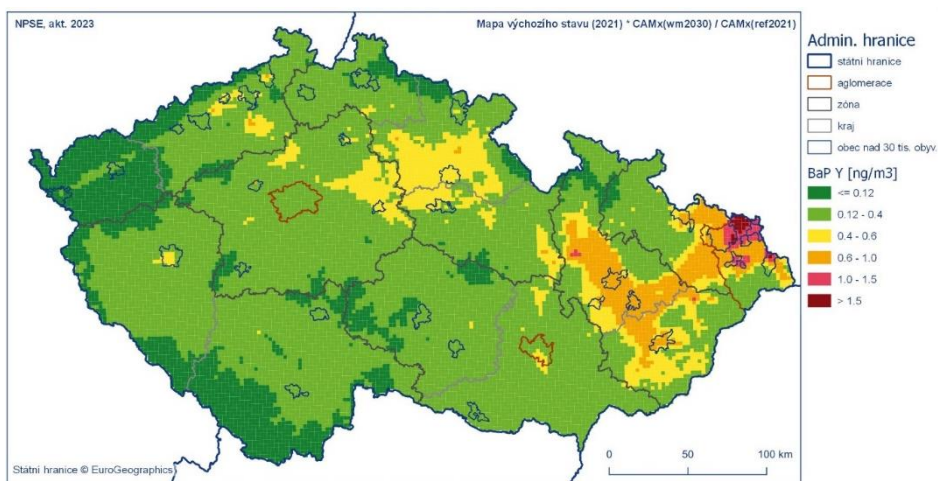 NPSE, akt. 2023
Mapa výchozího stavu (2021) * CAMx(wm2030) / CAMx(ref2021)
Admin. hranice
státní hranice
aglomerace
zóna
kraj
obec nad 30 tis. obyv.
BaP Y [ng/m3]
<= 0.12
0.12 - 0.4
0.4 - 0.6
0.6 - 1.0
1.0 - 1.5
> 1.5
0 50 100 km
Státní hranice © EuroGeographics